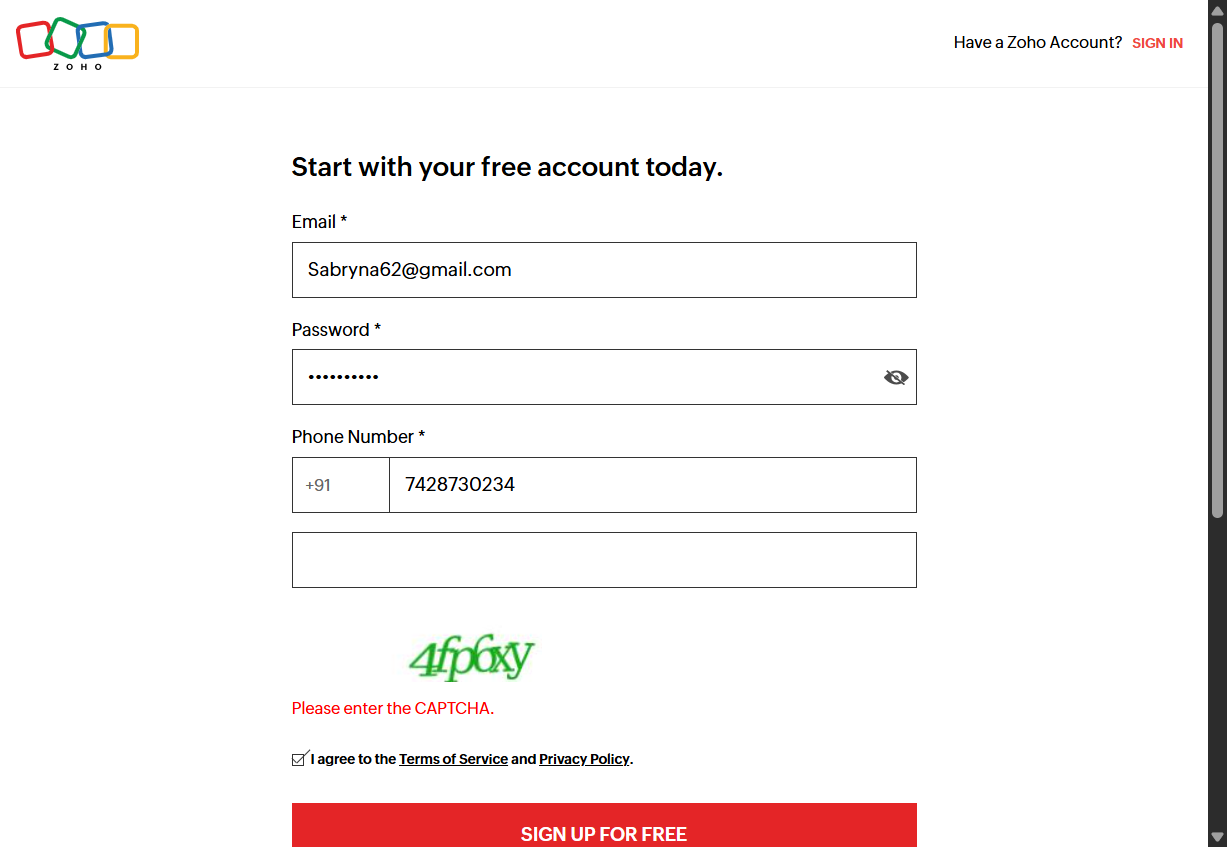 ZOHO
Have a Zoho Account? SIGN IN
Start with your free account today.
Email *
Sabryna62@gmail.com
Password *
••••••••••
Phone Number *
+91 7428730234
4fp6xy
Please enter the CAPTCHA.
I agree to the Terms of Service and Privacy Policy.
SIGN UP FOR FREE